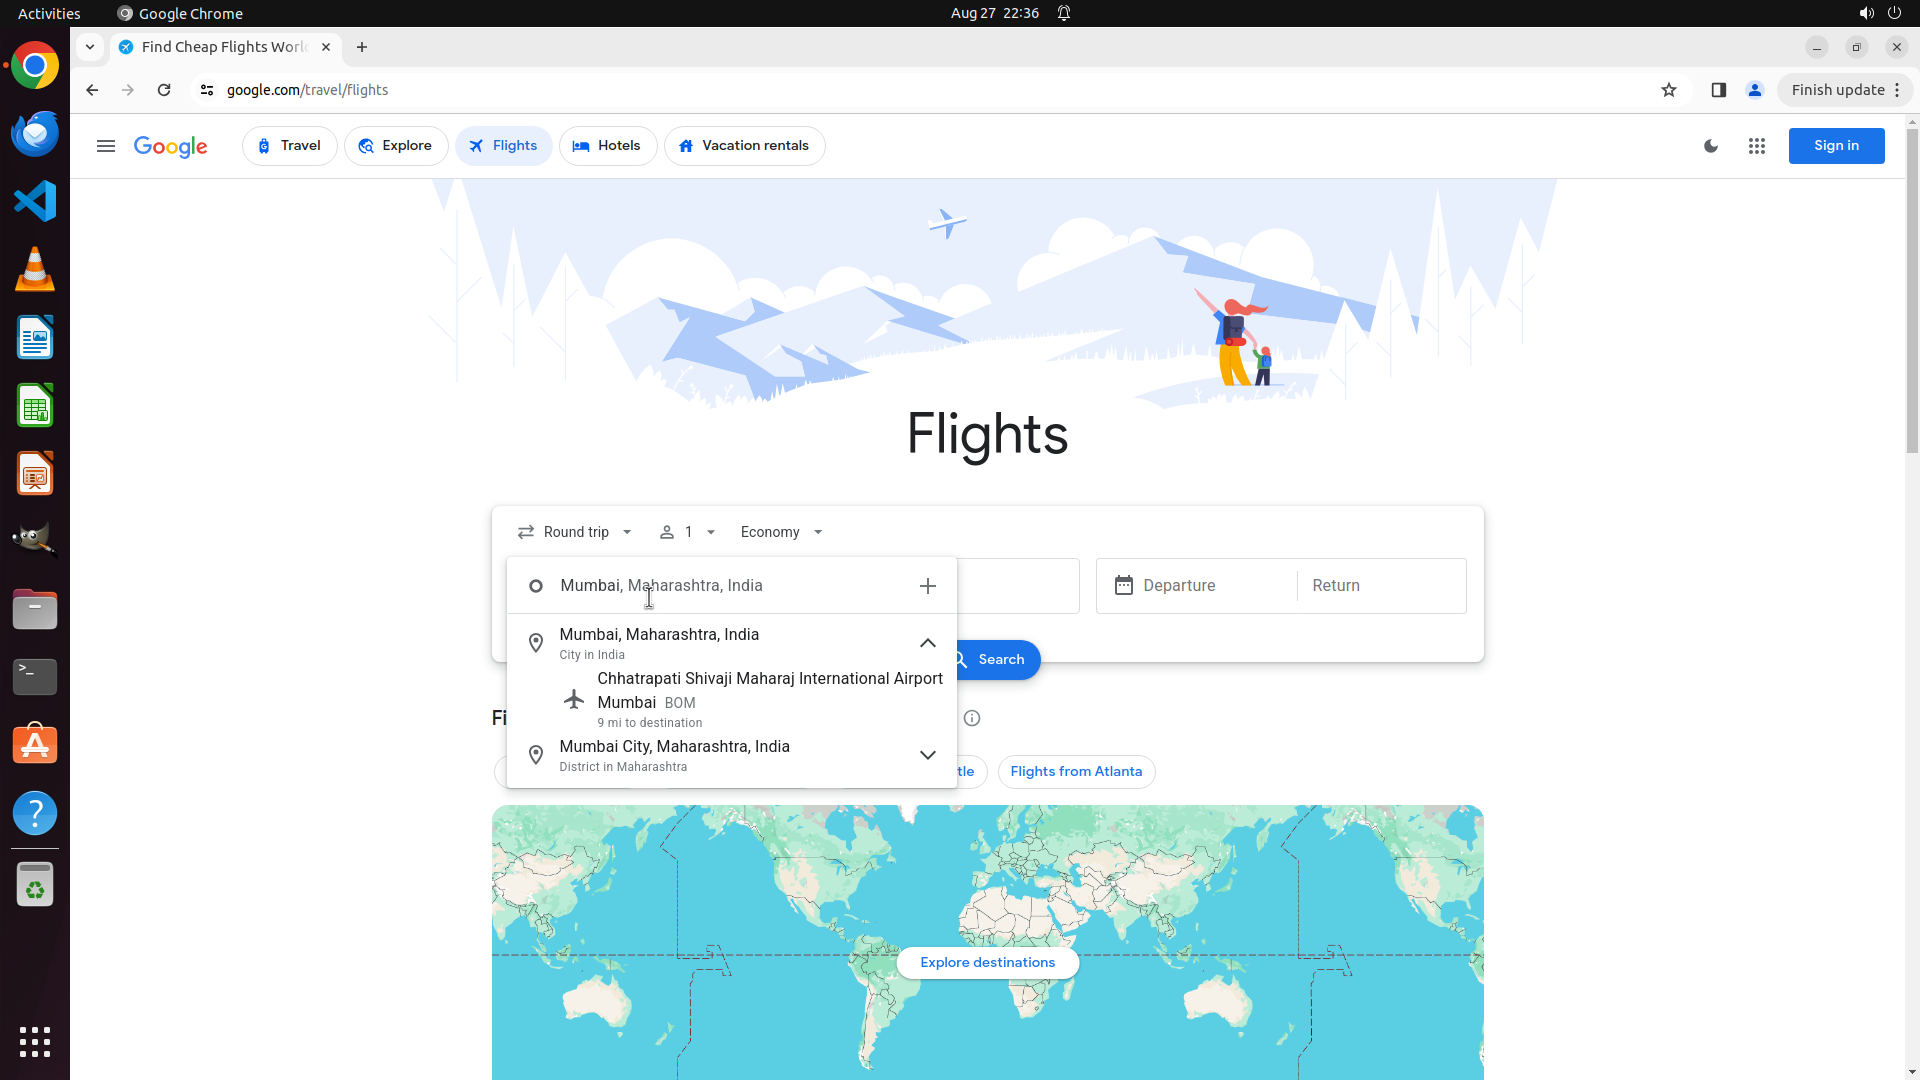 Activities
Google Chrome
Aug 27 22:36
Find Cheap Flights Worl
google.com/travel/flights
Finish update
Google
Travel
Explore
Flights
Hotels
Vacation rentals
Sign in
Flights
Round trip
1
Economy
Mumbai, Maharashtra, India
Departure
Return
Mumbai, Maharashtra, India
City in India
Search
Chhatrapati Shivaji Maharaj International Airport
Mumbai BOM
9 mi to destination
Fi
Mumbai City, Maharashtra, India
District in Maharashtra
tle
Flights from Atlanta
Explore destinations